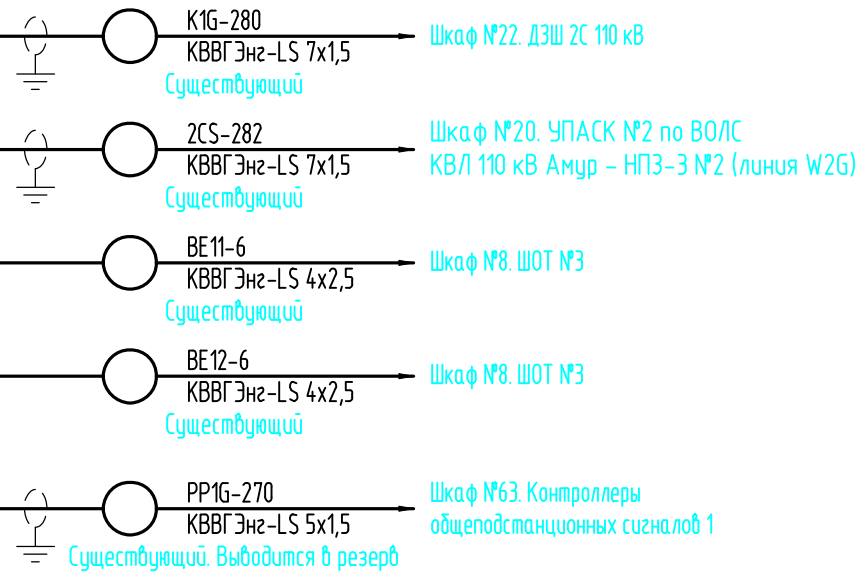 K1G-280
КВВГЭнг-LS 7х1,5
Существующий
Шкаф №22. ДЗШ 2С 110 кВ
2CS-282
КВВГЭнг-LS 7х1,5
Существующий
Шкаф №20. УПАСК №2 по ВОЛС
КВЛ 110 кВ Амур - НПЗ-3 №2 (линия W2G)
BE11-6
КВВГЭнг-LS 4х2,5
Существующий
Шкаф №8. ШОТ №3
BE12-6
КВВГЭнг-LS 4х2,5
Существующий
Шкаф №8. ШОТ №3
PP1G-270
КВВГЭнг-LS 5х1,5
Существующий. Выводится в резерв
Шкаф №63. Контроллеры
общеподстанционных сигналов 1